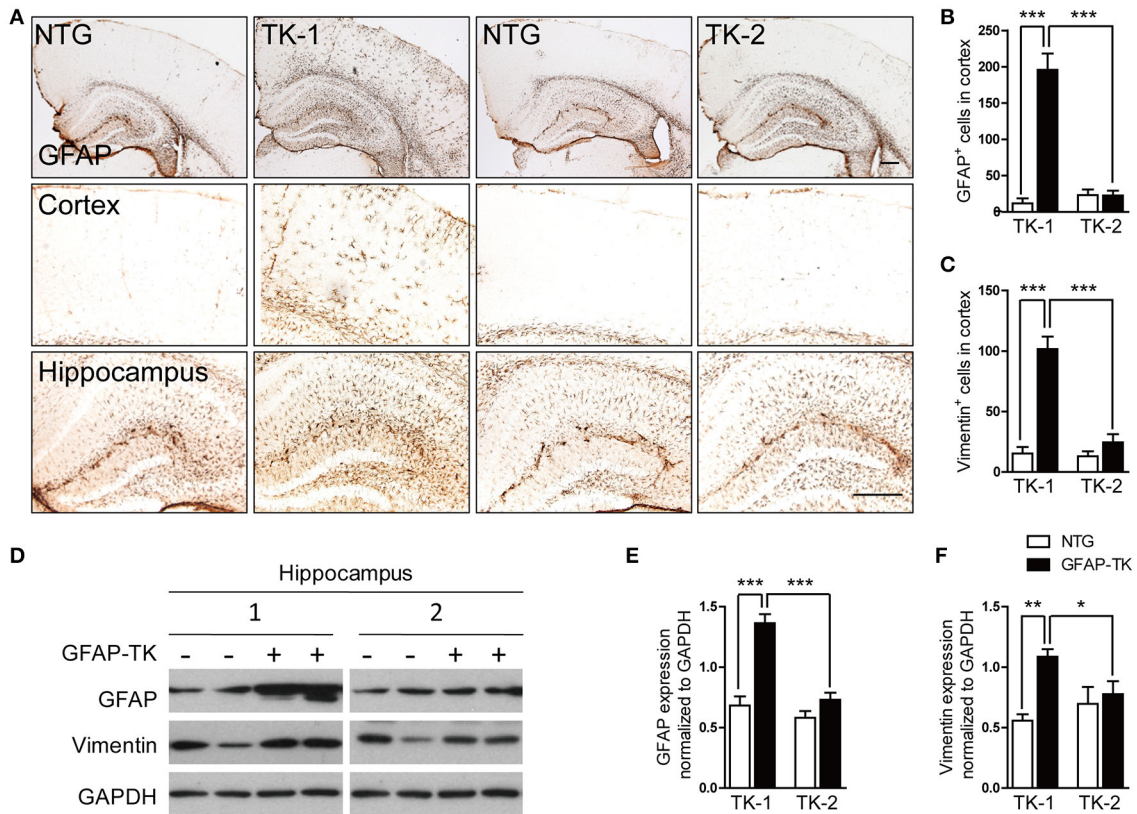 A
NTG TK-1 NTG TK-2
GFAP
Cortex
Hippocampus
B
*** ***
GFAP+ cells in cortex
250
200
150
100
50
0
TK-1 TK-2
C
*** ***
Vimentin+ cells in cortex
150
100
50
0
TK-1 TK-2
D
Hippocampus
1 2
GFAP-TK - - + + - - + +
GFAP
Vimentin
GAPDH
E
*** ***
GFAP expression
normalized to GAPDH
1.5
1.0
0.5
0.0
TK-1 TK-2
NTG
GFAP-TK
F
** *
Vimentin expression
normalized to GAPDH
1.5
1.0
0.5
0.0
TK-1 TK-2